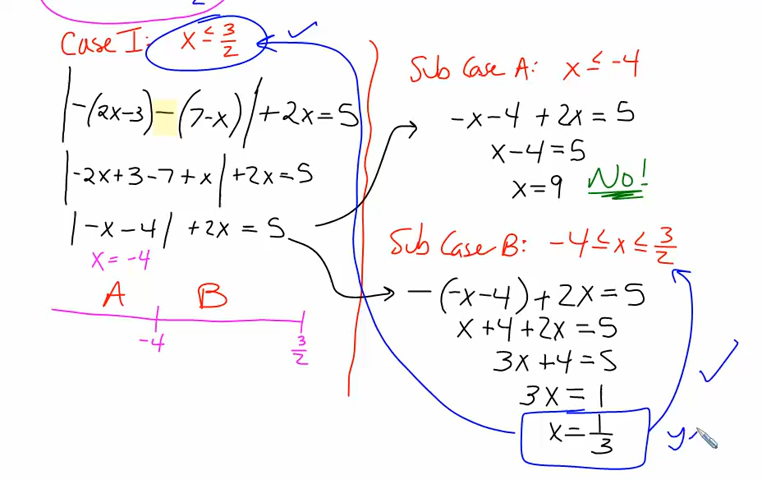 2
Case I: x ≤ 3/2
|-(2x-3) - (7-x)| + 2x = 5
|-2x+3-7+x| + 2x = 5
|-x-4| + 2x = 5
x = -4
A B
-4 3/2
Sub Case A: x ≤ -4
-x-4 + 2x = 5
x-4 = 5
x = 9 No!
Sub Case B: -4 ≤ x ≤ 3/2
-(-x-4) + 2x = 5
x+4+2x = 5
3x+4 = 5
3x = 1
x = 1/3